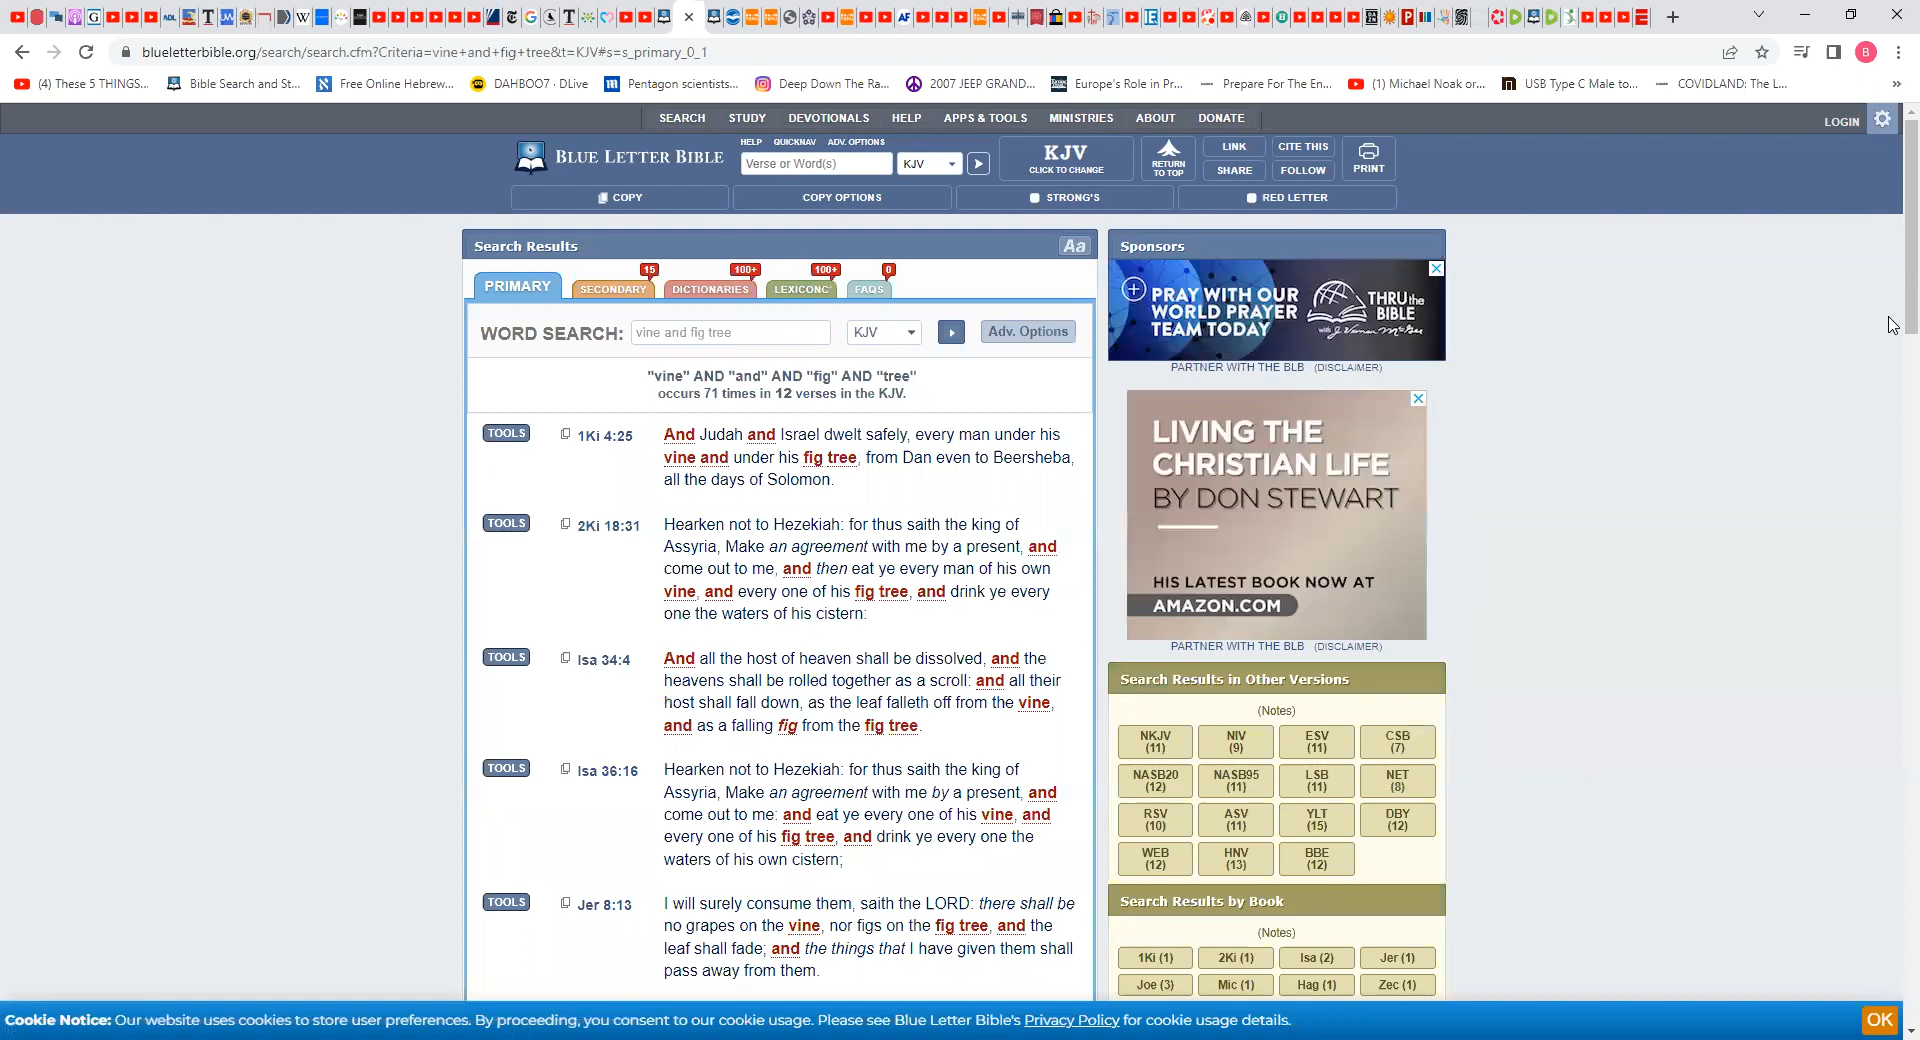 blueletterbible.org/search/search.cfm?Criteria=vine+and+fig+tree&t=KJV#s=s_primary_0_1
B
(4) These 5 THINGS... Bible Search and St... Free Online Hebrew... DAHBOO7 · DLive Pentagon scientists... Deep Down The Ra... 2007 JEEP GRAND... Europe's Role in Pr... Prepare For The En... (1) Michael Noak or... USB Type C Male to... COVIDLAND: The L... »
SEARCH STUDY DEVOTIONALS HELP APPS & TOOLS MINISTRIES ABOUT DONATE
LOGIN
HELP QUICKNAV ADV. OPTIONS
BLUE LETTER BIBLE
Verse or Word(s) KJV
KJV
CLICK TO CHANGE
RETURN
TO TOP
LINK CITE THIS
SHARE FOLLOW
PRINT
COPY COPY OPTIONS STRONG'S RED LETTER
Search Results Aa
15 100+ 100+ 0
PRIMARY SECONDARY DICTIONARIES LEXICONC' FAQS
WORD SEARCH: vine and fig tree KJV Adv. Options
"vine" AND "and" AND "fig" AND "tree"
occurs 71 times in 12 verses in the KJV.
TOOLS 1Ki 4:25 And Judah and Israel dwelt safely, every man under his
vine and under his fig tree, from Dan even to Beersheba,
all the days of Solomon.
TOOLS 2Ki 18:31 Hearken not to Hezekiah: for thus saith the king of
Assyria, Make an agreement with me by a present, and
come out to me, and then eat ye every man of his own
vine, and every one of his fig tree, and drink ye every
one the waters of his cistern:
TOOLS Isa 34:4 And all the host of heaven shall be dissolved, and the
heavens shall be rolled together as a scroll: and all their
host shall fall down, as the leaf falleth off from the vine,
and as a falling fig from the fig tree.
TOOLS Isa 36:16 Hearken not to Hezekiah: for thus saith the king of
Assyria, Make an agreement with me by a present, and
come out to me: and eat ye every one of his vine, and
every one of his fig tree, and drink ye every one the
waters of his own cistern;
TOOLS Jer 8:13 I will surely consume them, saith the LORD: there shall be
no grapes on the vine, nor figs on the fig tree, and the
leaf shall fade; and the things that I have given them shall
pass away from them.
Sponsors
PRAY WITH OUR
WORLD PRAYER
TEAM TODAY
THRU the
BIBLE
with J. Vernon McGee
PARTNER WITH THE BLB (DISCLAIMER)
LIVING THE
CHRISTIAN LIFE
BY DON STEWART
HIS LATEST BOOK NOW AT
AMAZON.COM
PARTNER WITH THE BLB (DISCLAIMER)
Search Results in Other Versions
(Notes)
NKJV NIV ESV CSB
(11) (9) (11) (7)
NASB20 NASB95 LSB NET
(12) (11) (11) (8)
RSV ASV YLT DBY
(10) (11) (15) (12)
WEB HNV BBE
(12) (13) (12)
Search Results by Book
(Notes)
1Ki (1) 2Ki (1) Isa (2) Jer (1)
Joe (3) Mic (1) Hag (1) Zec (1)
Cookie Notice: Our website uses cookies to store user preferences. By proceeding, you consent to our cookie usage. Please see Blue Letter Bible's Privacy Policy for cookie usage details. OK